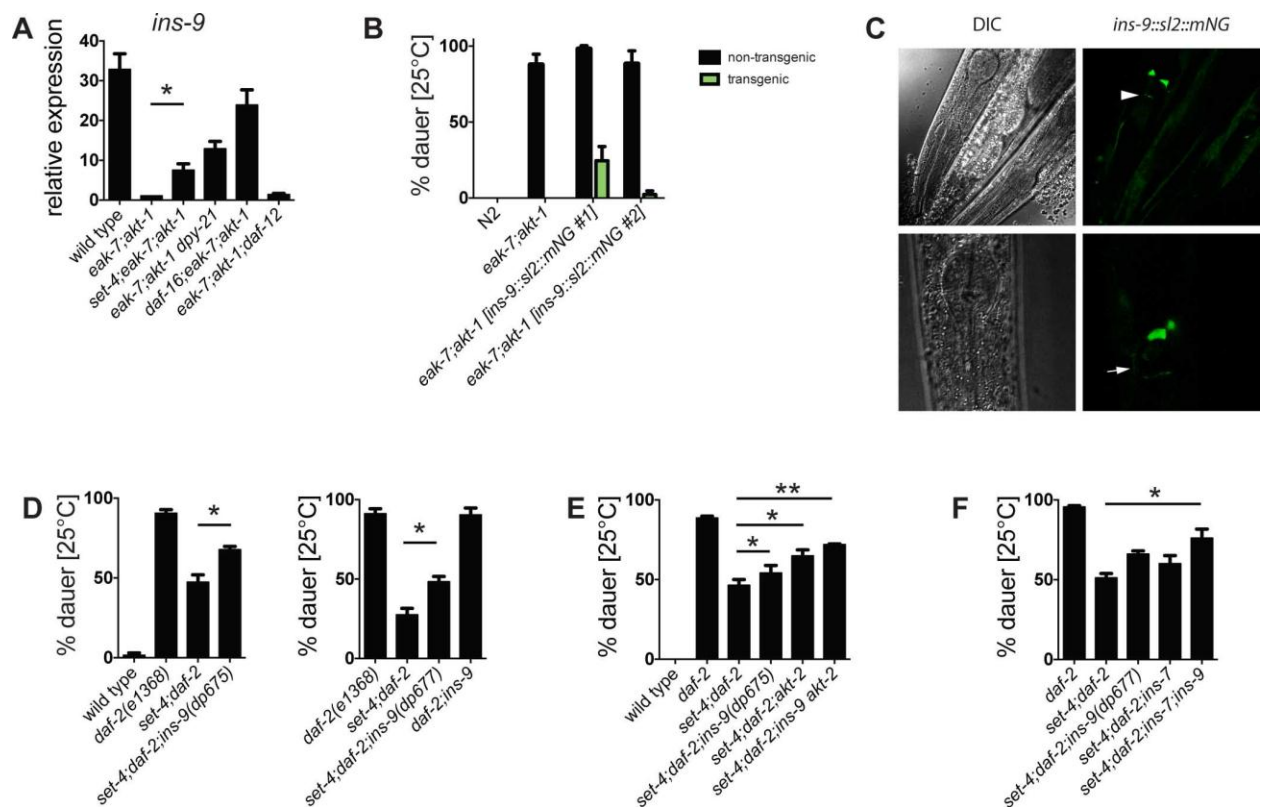 A
ins-9
relative expression
40
30
20
10
0
*
wild type
eak-7;akt-1
set-4;eak-7;akt-1
eak-7;akt-1 dpy-21
daf-16;eak-7;akt-1
eak-7;akt-1;daf-12
B
% dauer [25°C]
100
50
0
non-transgenic
transgenic
N2
eak-7;akt-1
eak-7;akt-1 [ins-9::sl2::mNG #1]
eak-7;akt-1 [ins-9::sl2::mNG #2]
C
DIC
ins-9::sl2::mNG
D
% dauer [25°C]
100
50
0
*
wild type
daf-2(e1368)
set-4;daf-2
set-4;daf-2;ins-9(dp675)
% dauer [25°C]
100
50
0
*
daf-2(e1368)
set-4;daf-2
set-4;daf-2;ins-9(dp677)
daf-2;ins-9
E
% dauer [25°C]
100
50
0
**
*
*
wild type
daf-2
set-4;daf-2
set-4;daf-2;ins-9(dp675)
set-4;daf-2;akt-2
set-4;daf-2;ins-9 akt-2
F
% dauer [25°C]
100
50
0
*
daf-2
set-4;daf-2
set-4;daf-2;ins-9(dp677)
set-4;daf-2;ins-7
set-4;daf-2;ins-7;ins-9